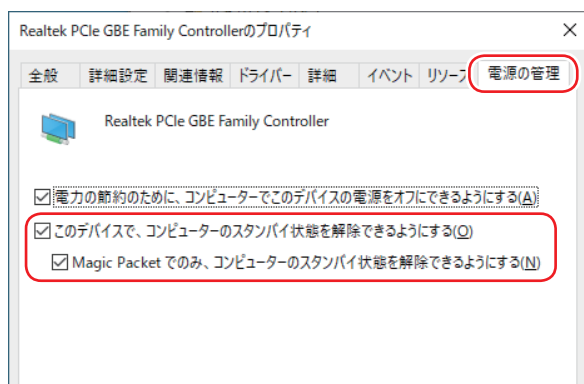 Realtek PCIe GBE Family Controllerのプロパティ
全般 詳細設定 関連情報 ドライバー 詳細 イベント リソース 電源の管理
Realtek PCIe GBE Family Controller
電力の節約のために、コンピューターでこのデバイスの電源をオフにできるようにする(A)
このデバイスで、コンピューターのスタンバイ状態を解除できるようにする(O)
Magic Packet でのみ、コンピューターのスタンバイ状態を解除できるようにする(N)